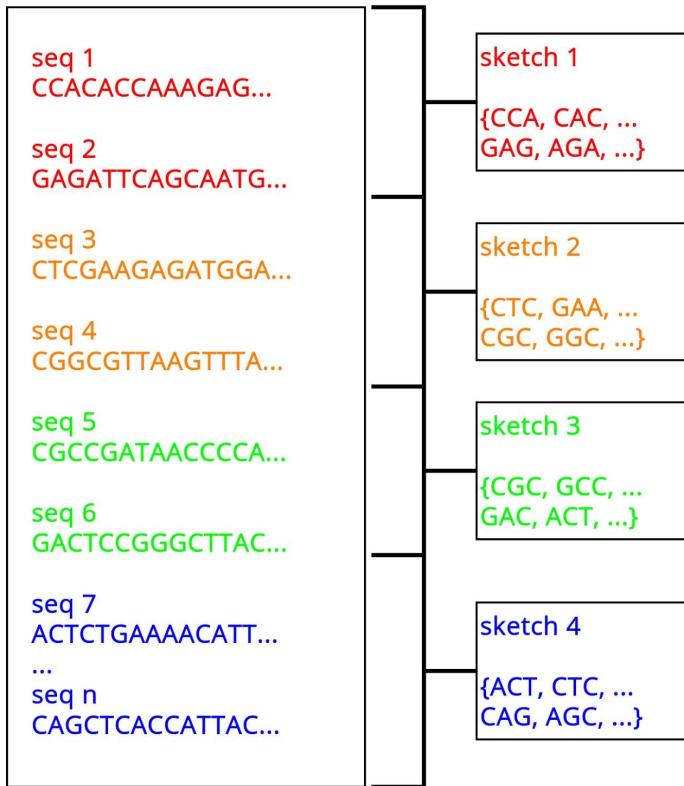 seq 1
CCACACCAAAGAG...
seq 2
GAGATTCAGCAATG...
seq 3
CTCGAAGAGATGGA...
seq 4
CGGCGTTAAGTTTA...
seq 5
CGCCGATAACCCCA...
seq 6
GACTCCGGGCTTAC...
seq 7
ACTCTGAAAACATT...
...
seq n
CAGCTCACCATTAC...
sketch 1
{CCA, CAC, ...
GAG, AGA, ...}
sketch 2
{CTC, GAA, ...
CGC, GGC, ...}
sketch 3
{CGC, GCC, ...
GAC, ACT, ...}
sketch 4
{ACT, CTC, ...
CAG, AGC, ...}